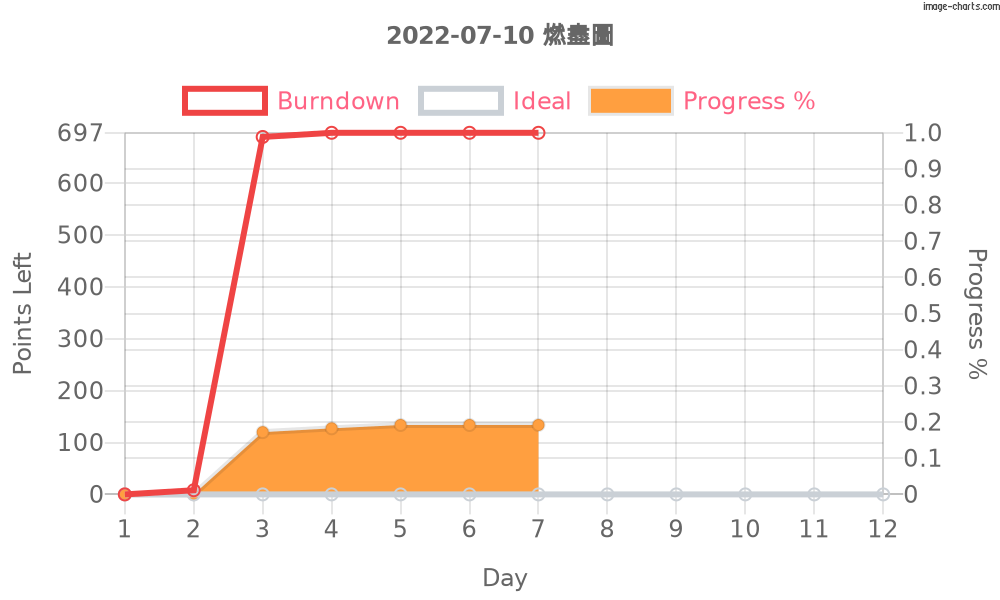 image-charts.com
2022-07-10 燃盡圖
Burndown Ideal Progress %
697 1.0
0.9
600
0.8
500
0.7
400
0.6
0.5
300
0.4
200
0.3
0.2
100
0.1
0 0
Points Left
Progress %
1 2 3 4 5 6 7 8 9 10 11 12
Day